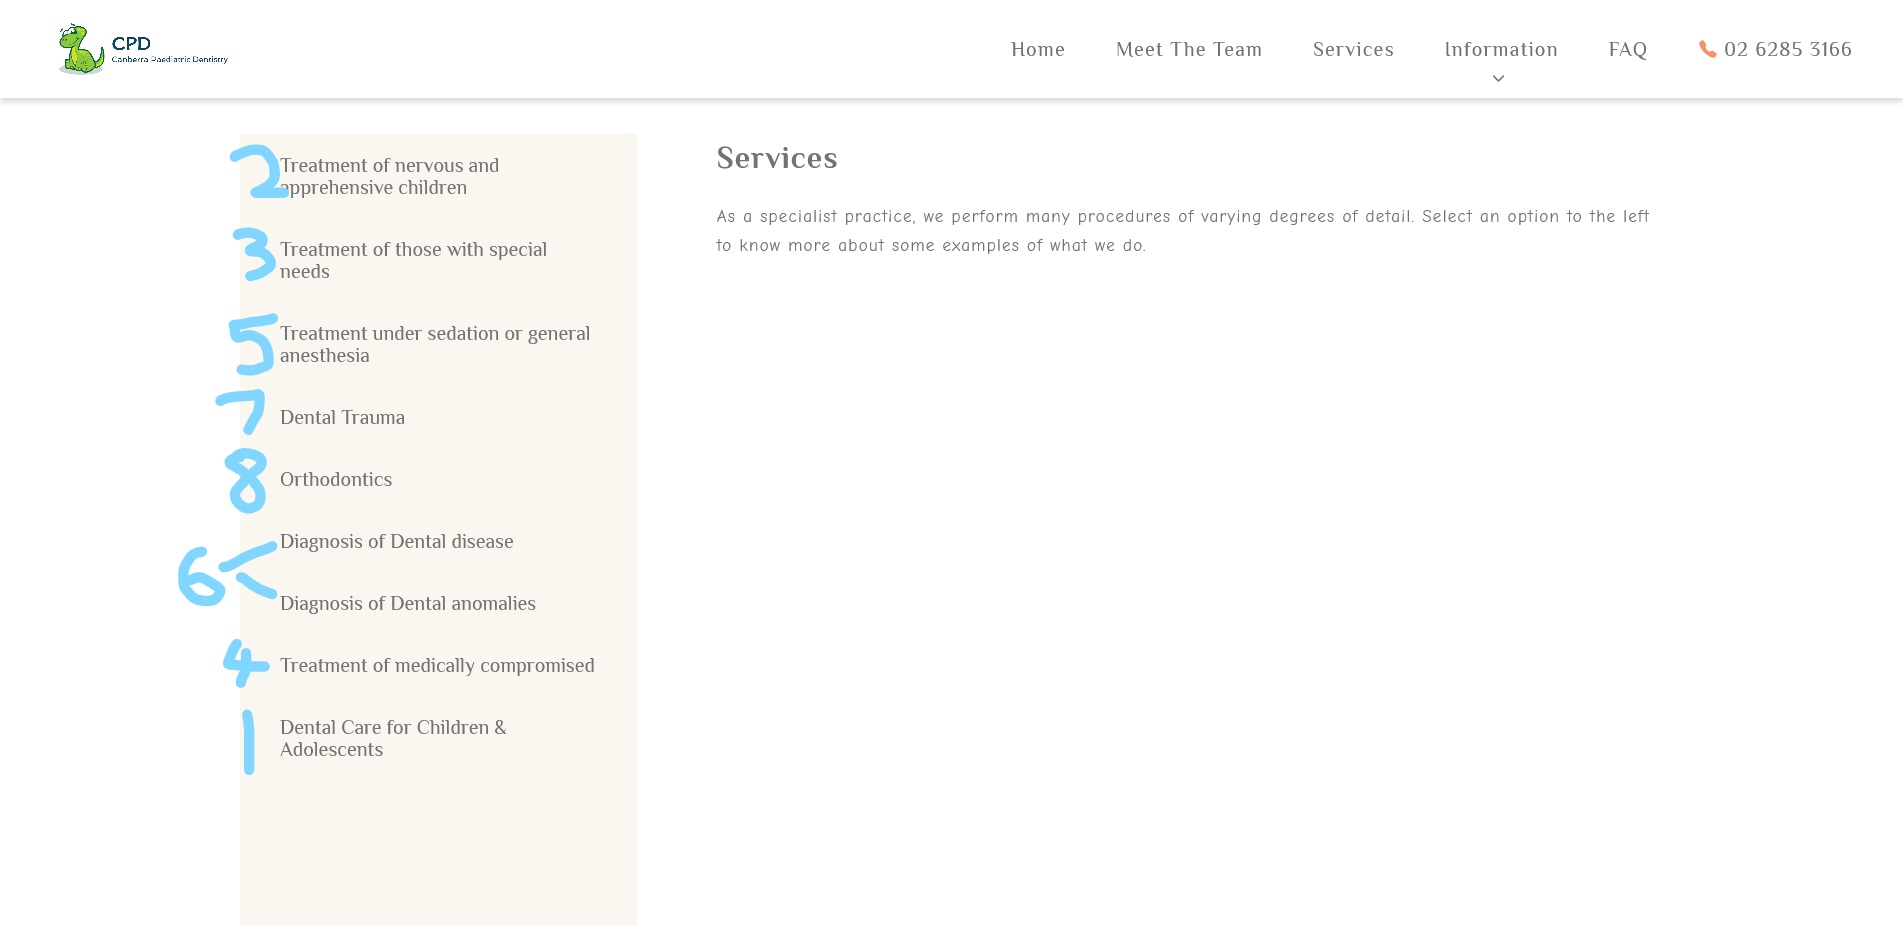 CPD
Canberra Paediatric Dentistry
Home Meet The Team Services Information FAQ 02 6285 3166
2 Treatment of nervous and
apprehensive children
3 Treatment of those with special
needs
5 Treatment under sedation or general
anesthesia
7 Dental Trauma
8 Orthodontics
6 Diagnosis of Dental disease
Diagnosis of Dental anomalies
4 Treatment of medically compromised
1 Dental Care for Children &
Adolescents
Services
As a specialist practice, we perform many procedures of varying degrees of detail. Select an option to the left
to know more about some examples of what we do.